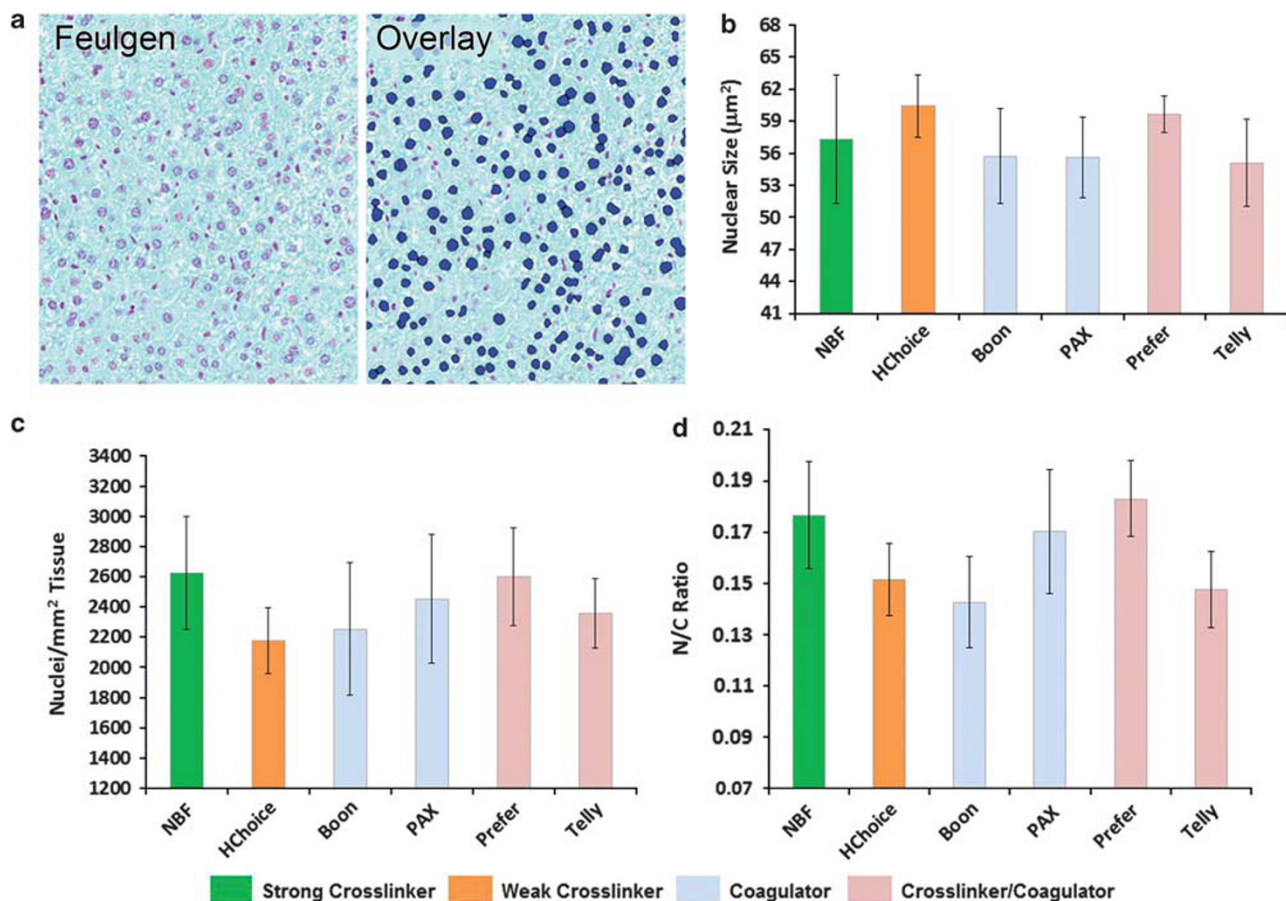 a
Feulgen
Overlay
b
Nuclear Size (µm²)
68
65
62
59
56
53
50
47
44
41
NBF
HChoice
Boon
PAX
Prefer
Telly
c
Nuclei/mm² Tissue
3400
3200
3000
2800
2600
2400
2200
2000
1800
1600
1400
1200
NBF
HChoice
Boon
PAX
Prefer
Telly
d
N/C Ratio
0.21
0.19
0.17
0.15
0.13
0.11
0.09
0.07
NBF
HChoice
Boon
PAX
Prefer
Telly
Strong Crosslinker
Weak Crosslinker
Coagulator
Crosslinker/Coagulator